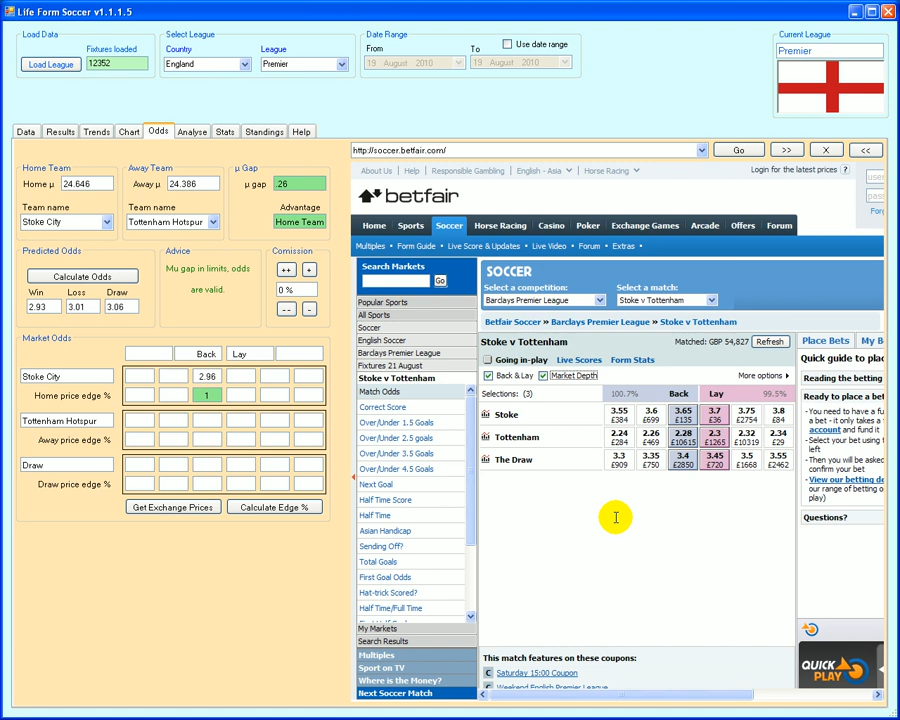 Life Form Soccer v1.1.1.5
Load Data
Fixtures loaded
Load League
12352
Select League
Country
League
England
Premier
Date Range
From
To
Use date range
19 August 2010
19 August 2010
Current League
Premier
Data
Results
Trends
Chart
Odds
Analyse
Stats
Standings
Help
Home Team
Home µ
24.646
Team name
Stoke City
Away Team
Away µ
24.386
Team name
Tottenham Hotspur
µ Gap
µ gap
.26
Advantage
Home Team
Predicted Odds
Calculate Odds
Win
Loss
Draw
2.93
3.01
3.06
Advice
Mu gap in limits, odds
are valid.
Comission
++
+
0 %
--
-
Market Odds
Back
Lay
Stoke City
2.96
Home price edge %
1
Tottenham Hotspur
Away price edge %
Draw
Draw price edge %
Get Exchange Prices
Calculate Edge %
http://soccer.betfair.com/
Go
>>
X
<<
About Us
Help
Responsible Gambling
English - Asia
Horse Racing
Login for the latest prices
?
user
pass
Forg
betfair
Home
Sports
Soccer
Horse Racing
Casino
Poker
Exchange Games
Arcade
Offers
Forum
Multiples
Form Guide
Live Score & Updates
Live Video
Forum
Extras
Search Markets
Go
Popular Sports
All Sports
Soccer
English Soccer
Barclays Premier League
Fixtures 21 August
Stoke v Tottenham
Match Odds
Correct Score
Over/Under 1.5 Goals
Over/Under 2.5 Goals
Over/Under 3.5 Goals
Over/Under 4.5 Goals
Next Goal
Half Time Score
Half Time
Asian Handicap
Sending Off?
Total Goals
First Goal Odds
Hat-trick Scored?
Half Time/Full Time
My Markets
Search Results
Multiples
Sport on TV
Where is the Money?
Next Soccer Match
SOCCER
Select a competition:
Select a match:
Barclays Premier League
Stoke v Tottenham
Betfair Soccer » Barclays Premier League » Stoke v Tottenham
Stoke v Tottenham
Matched: GBP 54,827
Refresh
Going in-play
Live Scores
Form Stats
Back & Lay
Market Depth
More options
Selections: (3)
100.7%
Back
Lay
99.5%
Stoke
3.55 3.6 3.65 3.7 3.75 3.8
£384 £699 £135 £36 £2754 £84
Tottenham
2.24 2.26 2.28 2.3 2.32 2.34
£284 £469 £10615 £1265 £10319 £29
The Draw
3.3 3.35 3.4 3.45 3.5 3.55
£909 £750 £2850 £720 £1668 £2462
Place Bets
My B
Quick guide to plac
Reading the betting
Ready to place a be
-You need to have a fu
a bet - it only takes a
account and fund it
-Select your bet using t
click on it
-Then you will be asked
confirm your bet
-View our betting de
our range of betting
play)
Questions?
QUICK
PLAY
This match features on these coupons:
C Saturday 15:00 Coupon
C Weekend English Premier League